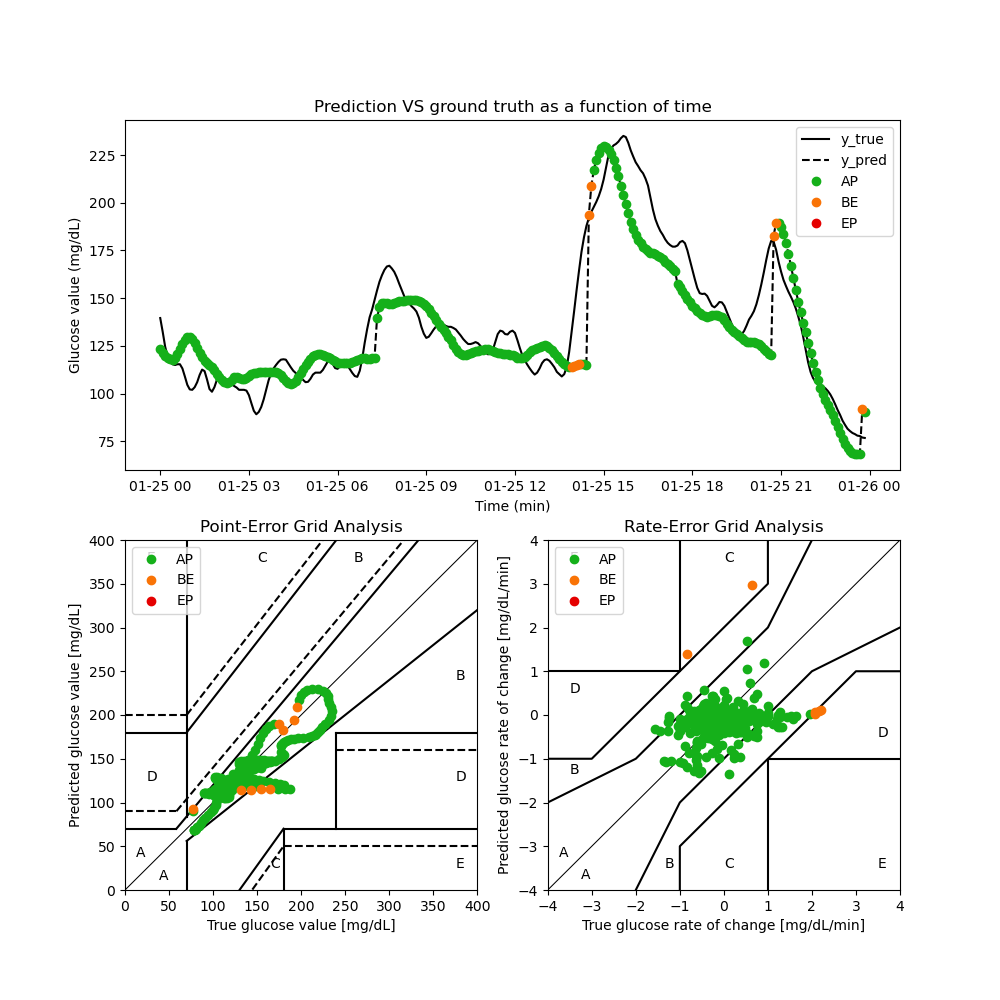 Prediction VS ground truth as a function of time
Glucose value (mg/dL)
225
200
175
150
125
100
75
y_true
y_pred
AP
BE
EP
01-25 00 01-25 03 01-25 06 01-25 09 01-25 12 01-25 15 01-25 18 01-25 21 01-26 00
Time (min)
Point-Error Grid Analysis
Predicted glucose value [mg/dL]
400
350
300
250
200
150
100
50
0
AP
BE
EP
C
B
B
D
D
A
A
C
E
0 50 100 150 200 250 300 350 400
True glucose value [mg/dL]
Rate-Error Grid Analysis
Predicted glucose rate of change [mg/dL/min]
4
3
2
1
0
−1
−2
−3
−4
AP
BE
EP
C
D
D
B
A
A
B
C
E
−4 −3 −2 −1 0 1 2 3 4
True glucose rate of change [mg/dL/min]